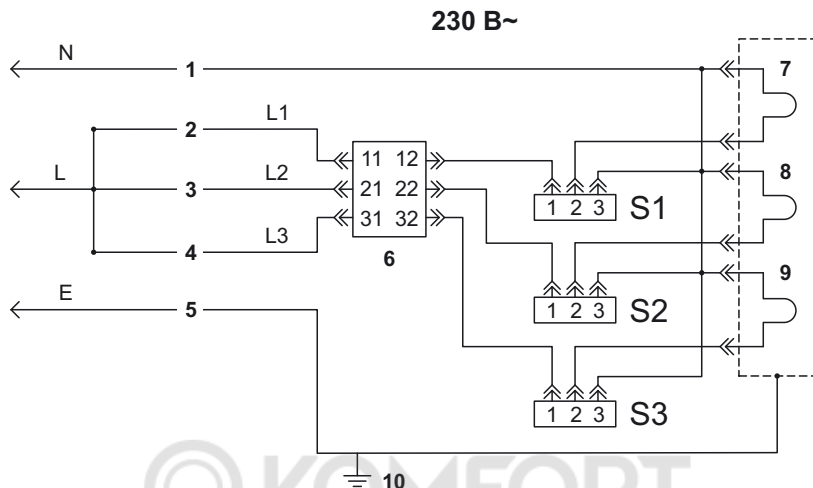 230 В~
N 1 7
2 L1
11 12
L 3 L2 21 22 8
1 2 3 S1
31 32
4 L3 6
9
E 5 1 2 3 S2
1 2 3 S3
KOMFORT
10